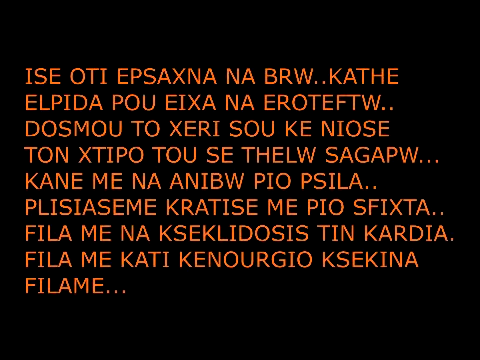 ISE OTI EPSAXNA NA BRW..KATHE
ELPIDA POU EIXA NA EROTEFTW..
DOSMOU TO XERI SOU KE NIOSE
TON XTIPO TOU SE THELW SAGAPW...
KANE ME NA ANIBW PIO PSILA..
PLISIASEME KRATISE ME PIO SFIXTA..
FILA ME NA KSEKLIDOSIS TIN KARDIA.
FILA ME KATI KENOURGIO KSEKINA
FILAME...